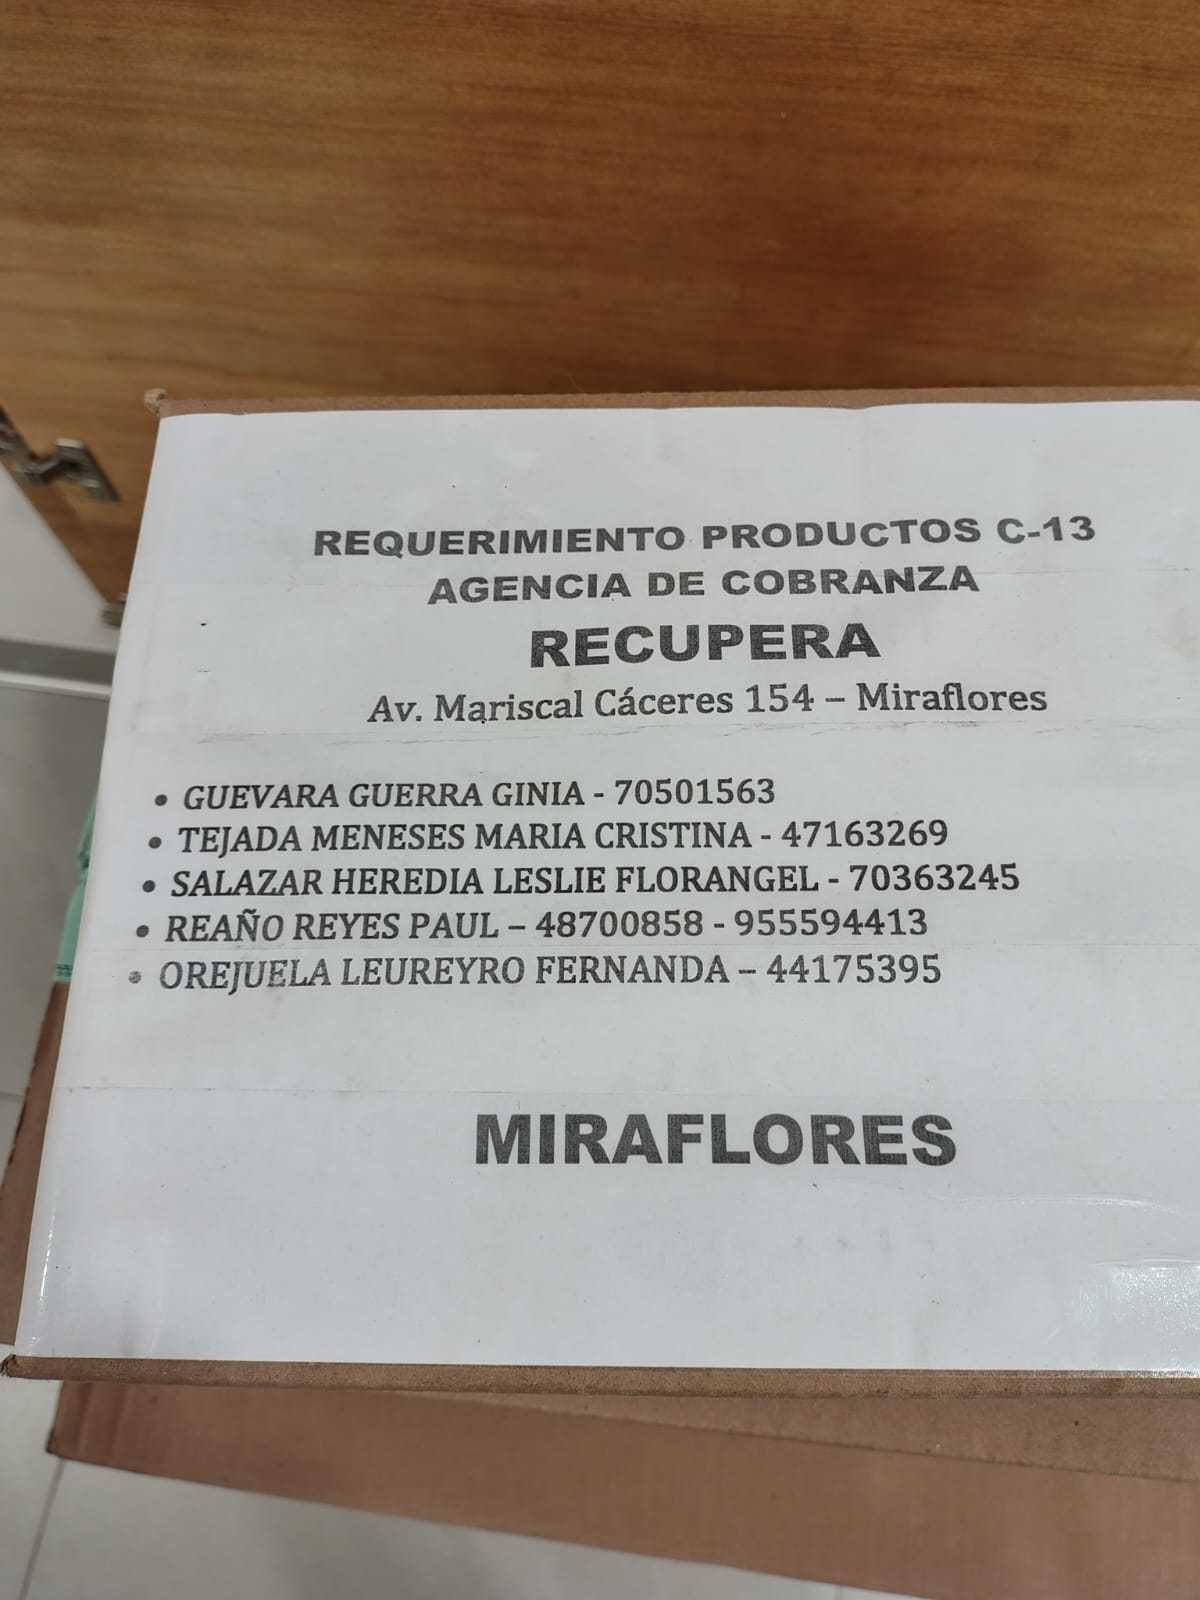 REQUERIMIENTO PRODUCTOS C-13
AGENCIA DE COBRANZA
RECUPERA
Av. Mariscal Cáceres 154 – Miraflores
• GUEVARA GUERRA GINIA - 70501563
• TEJADA MENESES MARIA CRISTINA - 47163269
• SALAZAR HEREDIA LESLIE FLORANGEL - 70363245
• REAÑO REYES PAUL – 48700858 - 955594413
• OREJUELA LEUREYRO FERNANDA – 44175395
MIRAFLORES